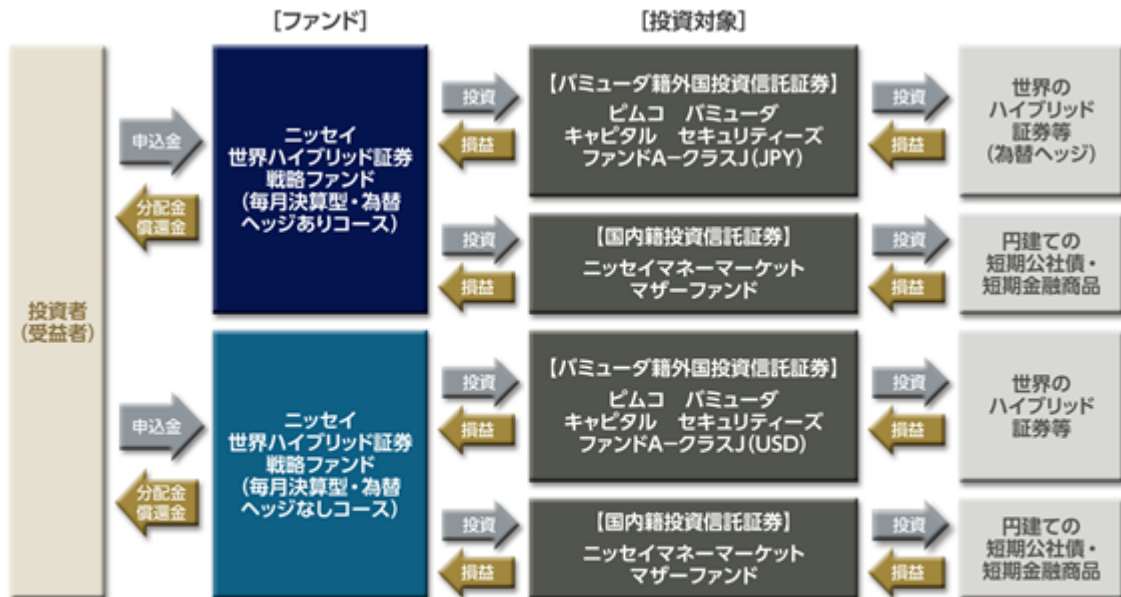 [ファンド]
[投資対象]
投資者
(受益者)
申込金
分配金
償還金
ニッセイ
世界ハイブリッド証券
戦略ファンド
(毎月決算型・為替
ヘッジありコース)
投資
損益
【バミューダ籍外国投資信託証券】
ピムコ バミューダ
キャピタル セキュリティーズ
ファンドA−クラスJ(JPY)
投資
損益
世界の
ハイブリッド
証券等
(為替ヘッジ)
投資
損益
【国内籍投資信託証券】
ニッセイマネーマーケット
マザーファンド
投資
損益
円建ての
短期公社債・
短期金融商品
申込金
分配金
償還金
ニッセイ
世界ハイブリッド証券
戦略ファンド
(毎月決算型・為替
ヘッジなしコース)
投資
損益
【バミューダ籍外国投資信託証券】
ピムコ バミューダ
キャピタル セキュリティーズ
ファンドA−クラスJ(USD)
投資
損益
世界の
ハイブリッド
証券等
投資
損益
【国内籍投資信託証券】
ニッセイマネーマーケット
マザーファンド
投資
損益
円建ての
短期公社債・
短期金融商品